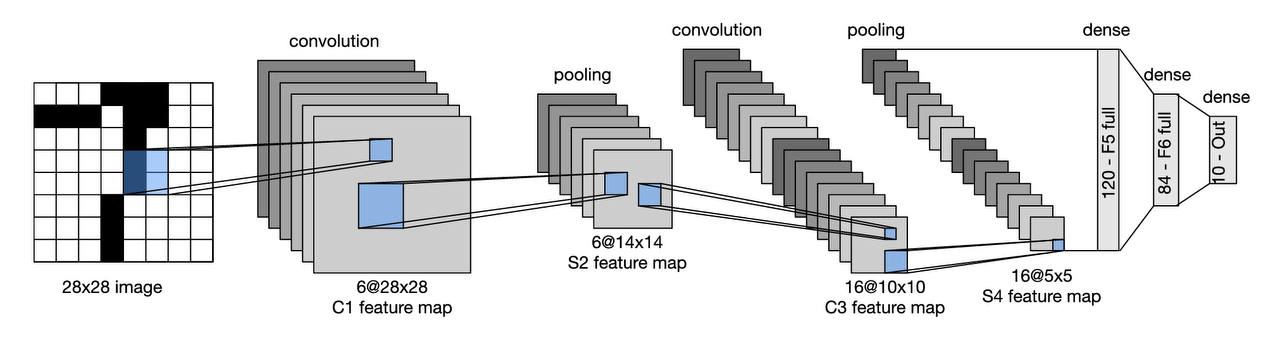 convolution
pooling
convolution
pooling
dense
dense
dense
28x28 image
6@28x28
C1 feature map
6@14x14
S2 feature map
16@10x10
C3 feature map
16@5x5
S4 feature map
120 - F5 full
84 - F6 full
10 - Out